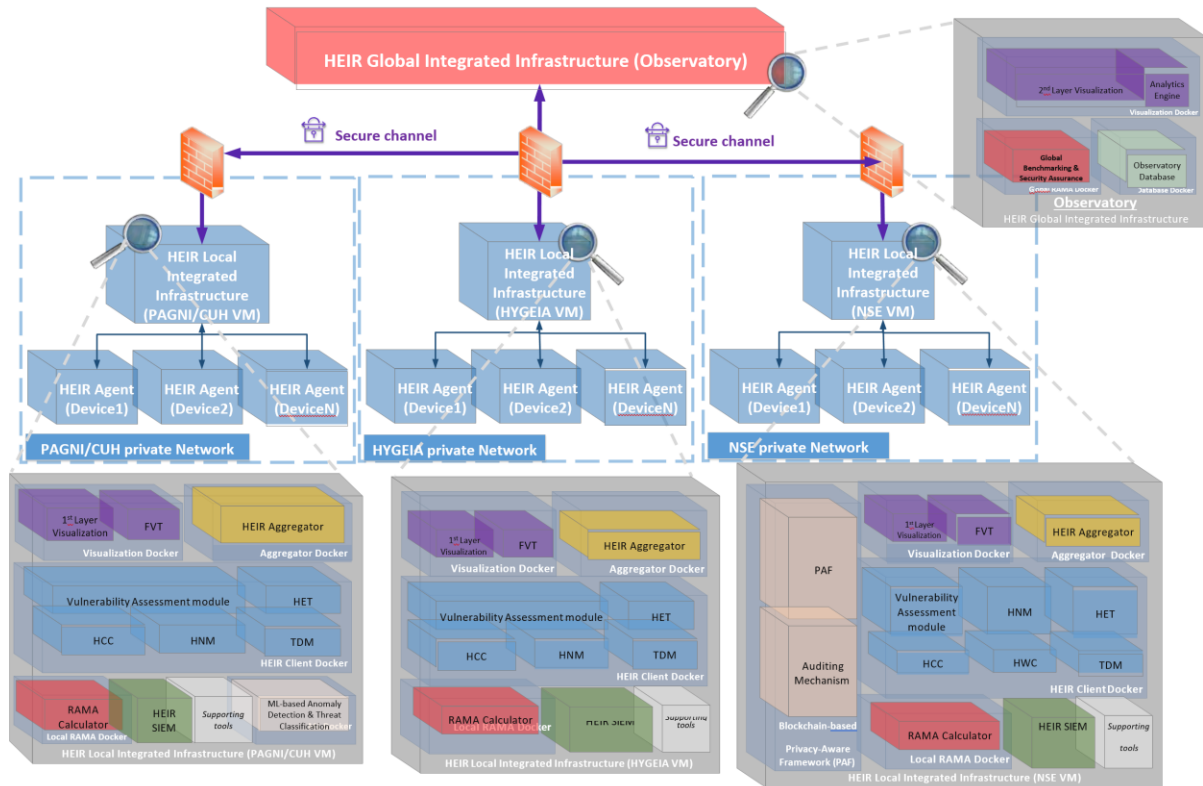 HEIR Global Integrated Infrastructure (Observatory)
Secure channel
Secure channel
2nd Layer Visualization
Analytics
Engine
Visualization Docker
Global
Benchmarking &
Security Assurance
Global RAMA Docker
Observatory
Database
Observatory
HEIR Global Integrated Infrastructure
HEIR Local
Integrated
Infrastructure
(PAGNI/CUH VM)
HEIR Agent
(Device1)
HEIR Agent
(Device2)
HEIR Agent
(DeviceN)
PAGNI/CUH private Network
HEIR Local
Integrated
Infrastructure
(HYGEIA VM)
HEIR Agent
(Device1)
HEIR Agent
(Device2)
HEIR Agent
(DeviceN)
HYGEIA private Network
HEIR Local
Integrated
Infrastructure
(NSE VM)
HEIR Agent
(Device1)
HEIR Agent
(Device2)
HEIR Agent
(DeviceN)
NSE private Network
1st Layer
Visualization
FVT
Visualization Docker
HEIR Aggregator
Aggregator Docker
Vulnerability Assessment module
HET
HCC
HNM
TDM
HEIR Client Docker
RAMA
Calculator
Local RAMA Docker
HEIR
SIEM
Supporting
tools
ML-based Anomaly
Detection & Threat
Classification
HEIR Local Integrated Infrastructure (PAGNI/CUH VM)
1st Layer
Visualization
FVT
Visualization Docker
HEIR Aggregator
Aggregator Docker
Vulnerability Assessment module
HET
HCC
HNM
TDM
HEIR Client Docker
RAMA Calculator
Local RAMA Docker
HEIR SIEM
Supporting
tools
HEIR Local Integrated Infrastructure (HYGEIA VM)
PAF
Auditing
Mechanism
Blockchain-based
Privacy-Aware
Framework (PAF)
1st Layer
Visualization
FVT
Visualization Docker
HEIR Aggregator
Aggregator Docker
Vulnerability
Assessment
module
HNM
HET
HCC
HWC
TDM
HEIR Client Docker
RAMA Calculator
Local RAMA Docker
HEIR SIEM
Supporting
tools
HEIR Local Integrated Infrastructure (NSE VM)